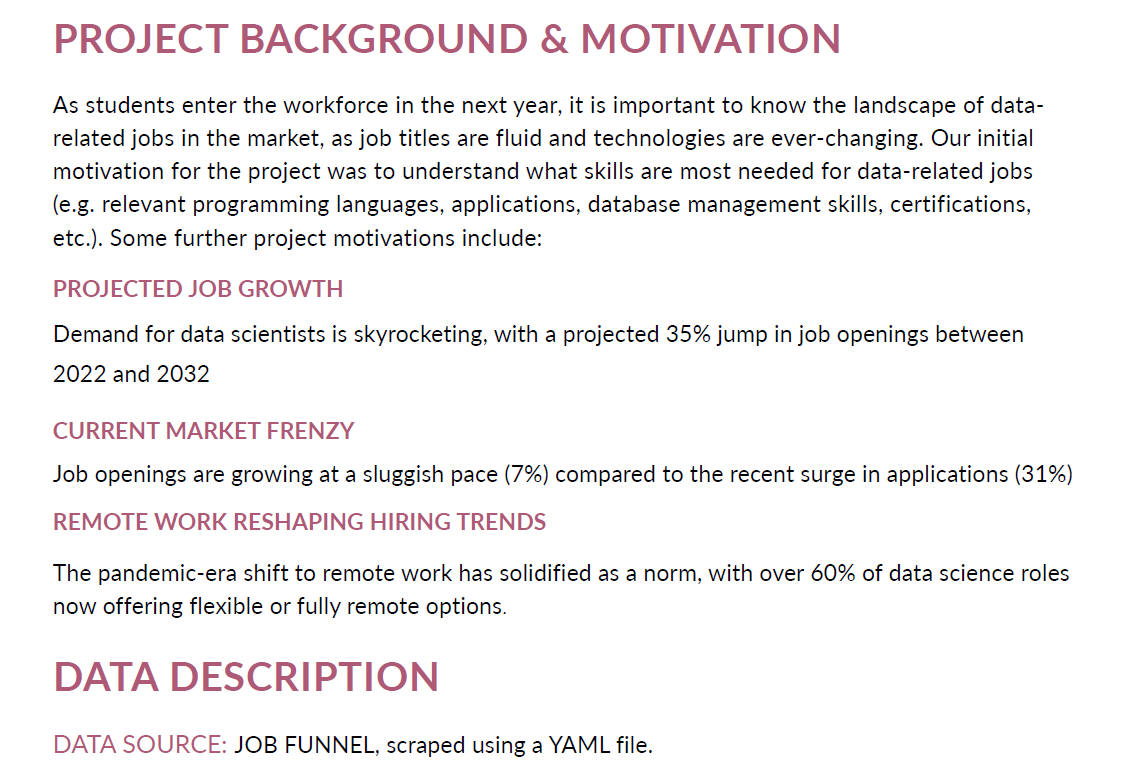 PROJECT BACKGROUND & MOTIVATION
As students enter the workforce in the next year, it is important to know the landscape of data-
related jobs in the market, as job titles are fluid and technologies are ever-changing. Our initial
motivation for the project was to understand what skills are most needed for data-related jobs
(e.g. relevant programming languages, applications, database management skills, certifications,
etc.). Some further project motivations include:
PROJECTED JOB GROWTH
Demand for data scientists is skyrocketing, with a projected 35% jump in job openings between
2022 and 2032
CURRENT MARKET FRENZY
Job openings are growing at a sluggish pace (7%) compared to the recent surge in applications (31%)
REMOTE WORK RESHAPING HIRING TRENDS
The pandemic-era shift to remote work has solidified as a norm, with over 60% of data science roles
now offering flexible or fully remote options.
DATA DESCRIPTION
DATA SOURCE: JOB FUNNEL, scraped using a YAML file.